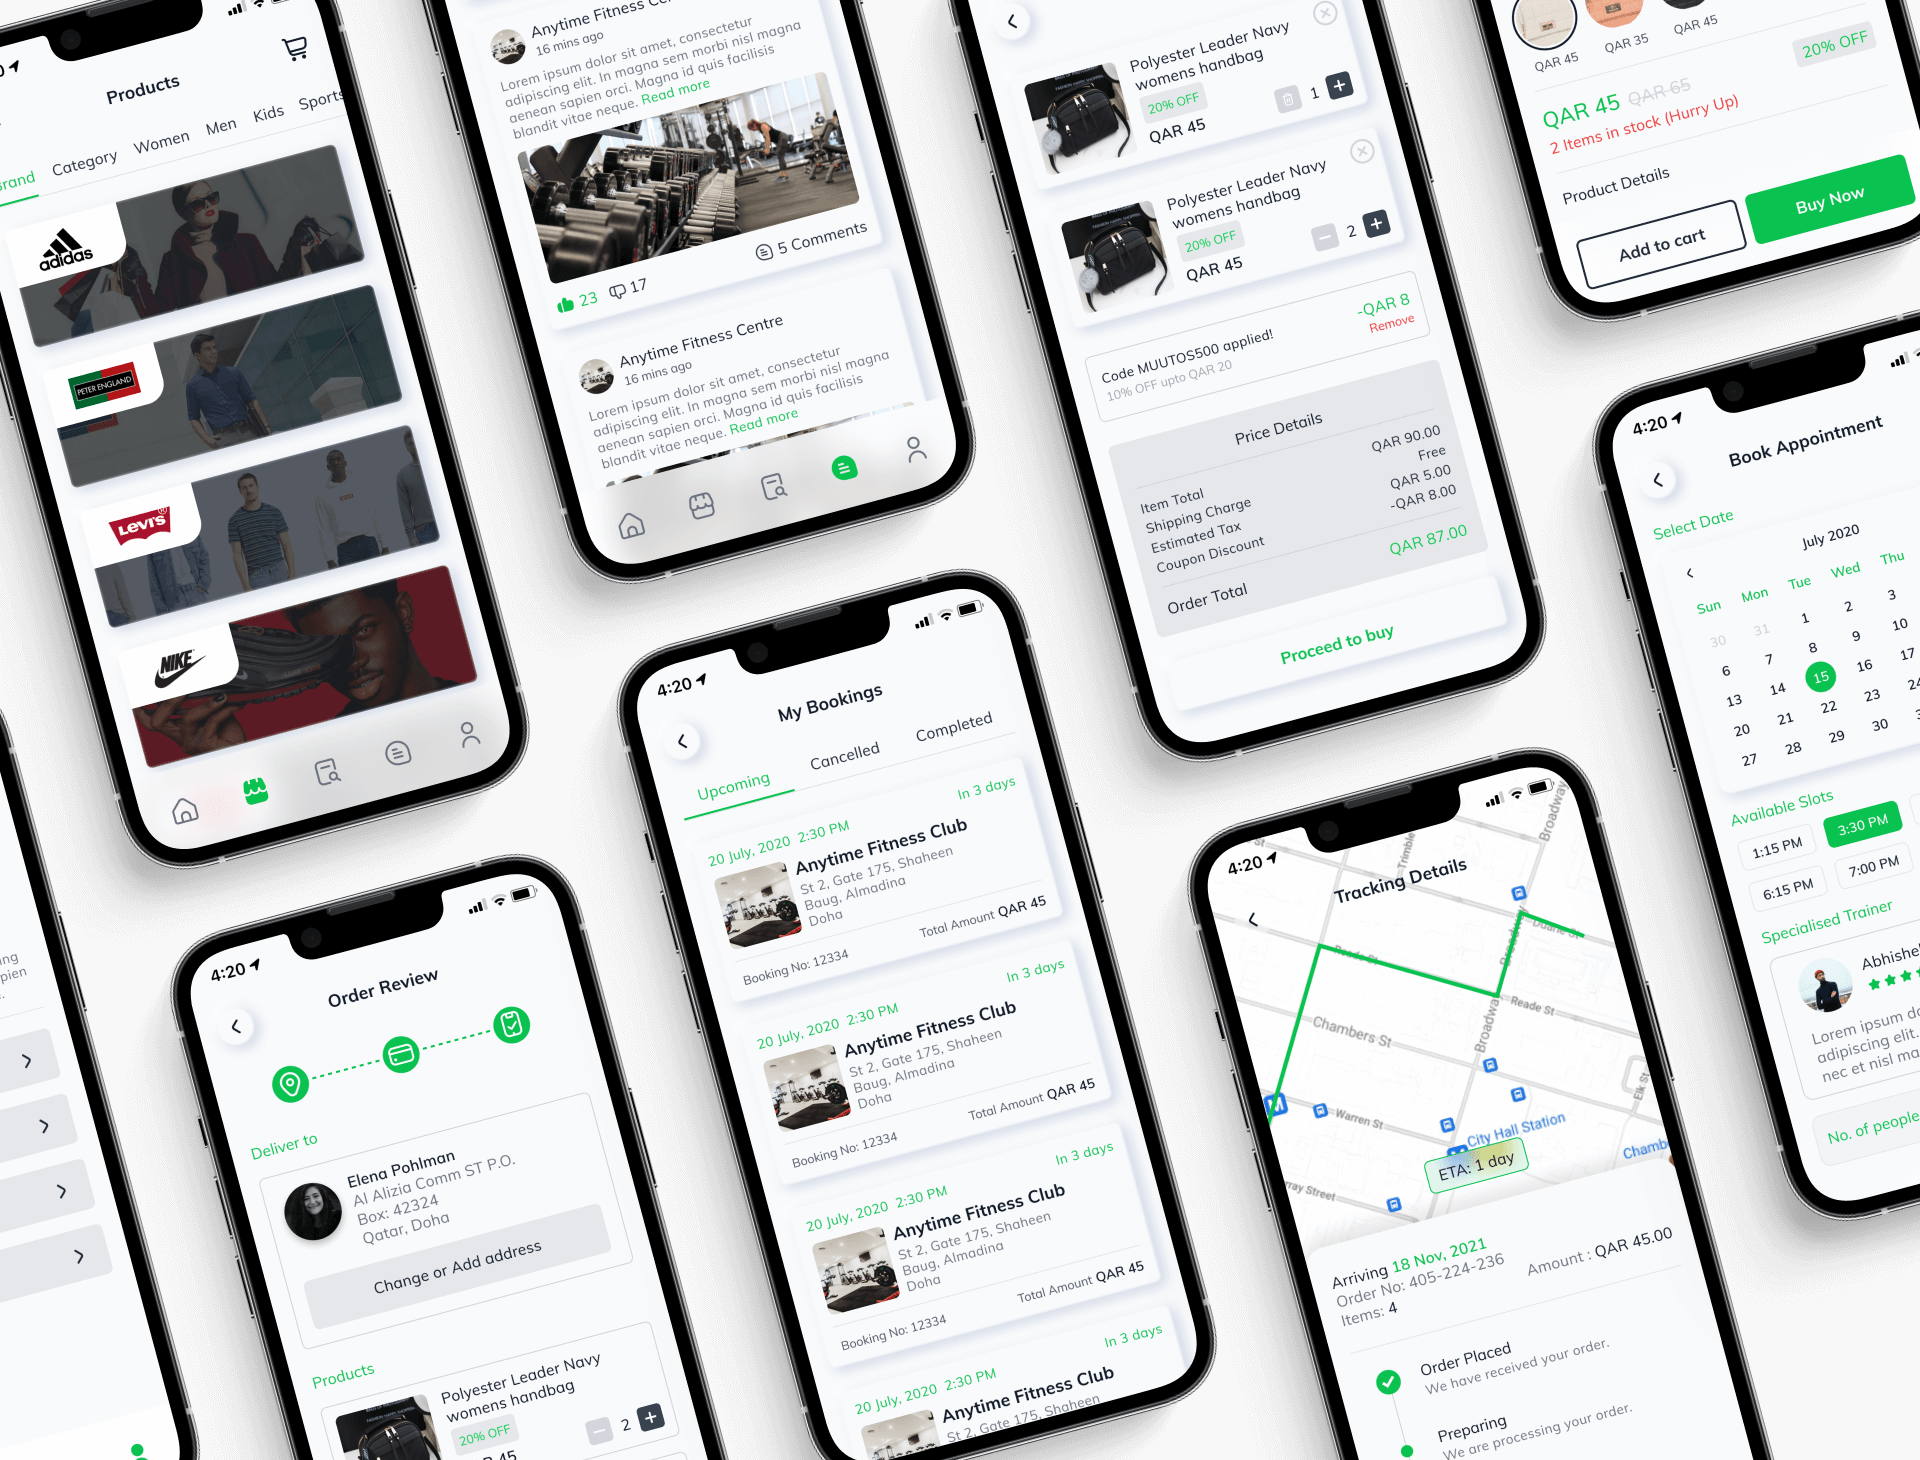 Products
Brand
Category
Women
Men
Kids
Sports
adidas
PETER ENGLAND
Levi's
NIKE
Anytime Fitness Ce
16 mins ago
Lorem ipsum dolor sit amet, consectetur
adipiscing elit. In magna sem morbi nisl magna
aenean sapien orci. Magna id quis facilisis
blandit vitae neque. Read more
23
17
5 Comments
Anytime Fitness Centre
16 mins ago
Lorem ipsum dolor sit amet, consectetur
adipiscing elit. In magna sem morbi nisl magna
aenean sapien orci. Magna id quis facilisis
blandit vitae neque. Read more
Polyester Leader Navy
womens handbag
20% OFF
QAR 45
1
Polyester Leader Navy
womens handbag
20% OFF
QAR 45
2
Code MUUTOS500 applied!
10% OFF upto QAR 20
-QAR 8
Remove
Price Details
Item Total QAR 90.00
Shipping Charge Free
Estimated Tax QAR 5.00
Coupon Discount -QAR 8.00
Order Total QAR 87.00
Proceed to buy
QAR 45
QAR 35
QAR 45
QAR 45 QAR 65
20% OFF
2 Items in stock (Hurry Up)
Product Details
Add to cart
Buy Now
4:20
Book Appointment
Select Date
July 2020
Sun Mon Tue Wed Thu
30 31 1 2 3
6 7 8 9 10
13 14 15 16 17
20 21 22 23 24
27 28 29 30
Available Slots
1:15 PM
3:30 PM
6:15 PM
7:00 PM
Specialised Trainer
Abhishe
Lorem ipsum do
adipiscing elit.
nec et nisl ma
No. of people
4:20
My Bookings
Upcoming
Cancelled
Completed
In 3 days
20 July, 2020 2:30 PM
Anytime Fitness Club
St 2, Gate 175, Shaheen
Baug, Almadina
Doha
Booking No: 12334
Total Amount QAR 45
In 3 days
20 July, 2020 2:30 PM
Anytime Fitness Club
St 2, Gate 175, Shaheen
Baug, Almadina
Doha
Booking No: 12334
Total Amount QAR 45
In 3 days
20 July, 2020 2:30 PM
Anytime Fitness Club
St 2, Gate 175, Shaheen
Baug, Almadina
Doha
Booking No: 12334
Total Amount QAR 45
In 3 days
20 July, 2020 2:30 PM
Anytime Fitness Club
St 2, Gate 175, Shaheen
4:20
Order Review
Deliver to
Elena Pohlman
Al Alizia Comm ST P.O.
Box: 42324
Qatar, Doha
Change or Add address
Products
Polyester Leader Navy
womens handbag
20% OFF
2
4:20
Tracking Details
Broadway
Trimble
Duane St
Broadway
Reade St
Reade St
Broadway
Chambers St
Elk St
Warren St
City Hall Station
Chamb
rray Street
ETA: 1 day
Arriving 18 Nov, 2021
Order No: 405-224-236
Items: 4
Amount : QAR 45.00
Order Placed
We have received your order.
Preparing
We are processing your order.